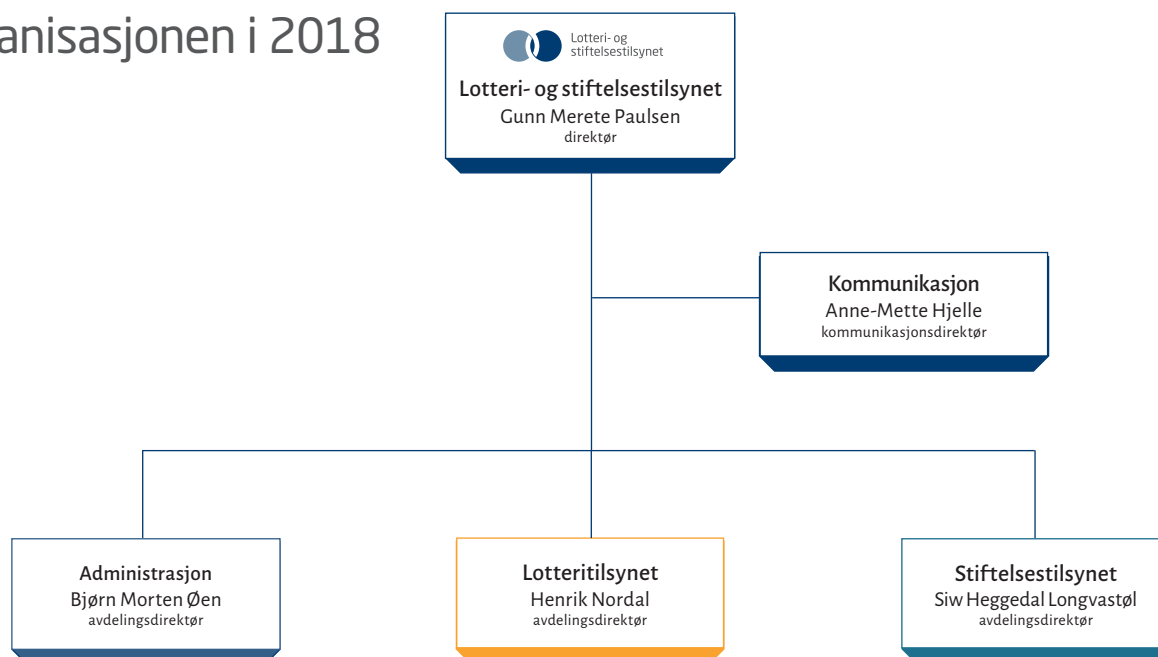 anisasjonen i 2018
Lotteri- og
stiftelsestilsynet
Lotteri- og stiftelsestilsynet
Gunn Merete Paulsen
direktør
Kommunikasjon
Anne-Mette Hjelle
kommunikasjonsdirektør
Administrasjon
Bjørn Morten Øen
avdelingsdirektør
Lotteritilsynet
Henrik Nordal
avdelingsdirektør
Stiftelsestilsynet
Siw Heggedal Longvastøl
avdelingsdirektør